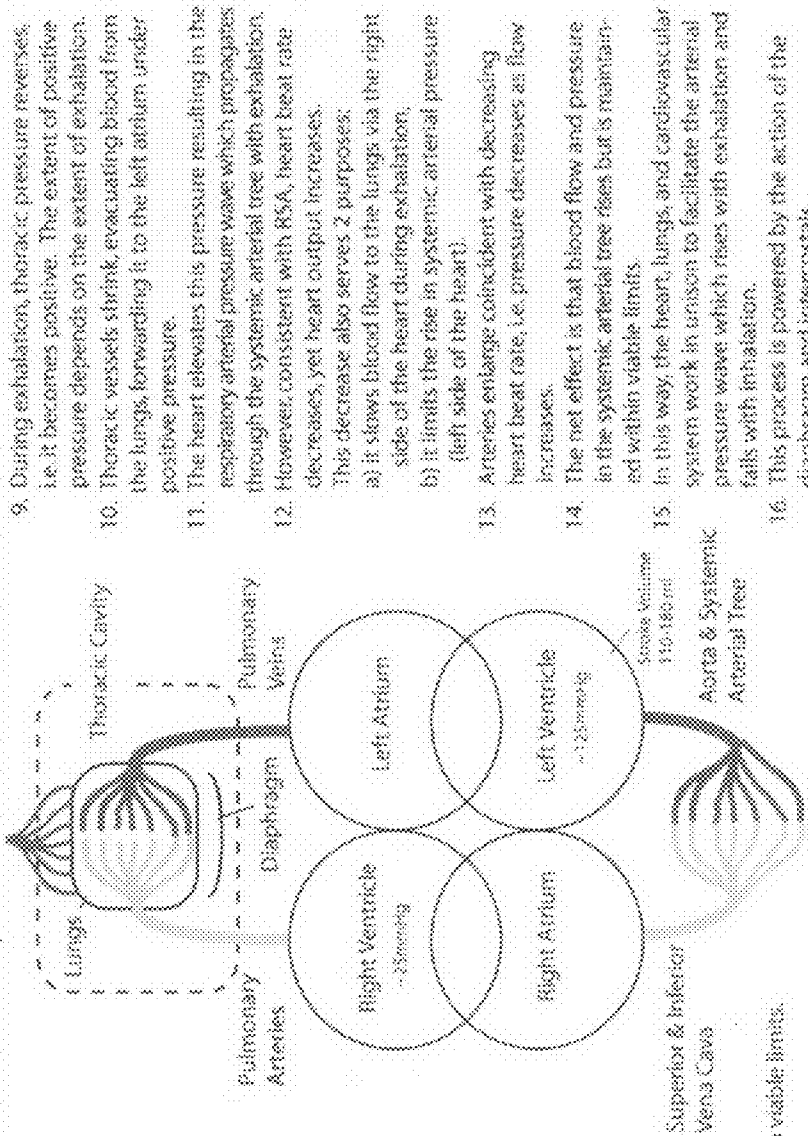 Lungs
Thoracic Cavity
Diaphragm
Pulmonary
Arteries
Pulmonary
Veins
Right Ventricle
~25mmHg
Left Atrium
Right Atrium
Left Ventricle
~125mmHg
Stroke Volume
110-180 ml
Superior & Inferior
Vena Cava
Aorta & Systemic
Arterial Tree
viable limits.
9. During exhalation, thoracic pressure reverses,
i.e. it becomes positive. The extent of positive
pressure depends on the extent of exhalation.
10. Thoracic vessels shrink, evacuating blood from
the lungs, forwarding it to the left atrium under
positive pressure.
11. The heart elevates this pressure resulting in the
respiratory arterial pressure wave which propagates
through the systemic arterial tree with exhalation.
12. However, consistent with RSA, heart beat rate
decreases, yet heart output increases.
This decrease also serves 2 purposes:
a) it slows blood flow to the lungs via the right
side of the heart during exhalation,
b) it limits the rise in systemic arterial pressure
(left side of the heart).
13. Arteries enlarge coincident with decreasing
heart beat rate, i.e. pressure decreases as flow
increases.
14. The net effect is that blood flow and pressure
in the systemic arterial tree rises but is maintain-
ed within viable limits.
15. In this way, the heart, lungs, and cardiovascular
system work in unison to facilitate the arterial
pressure wave which rises with exhalation and
falls with inhalation.
16. This process is powered by the action of the
diaphragm and intercostals.